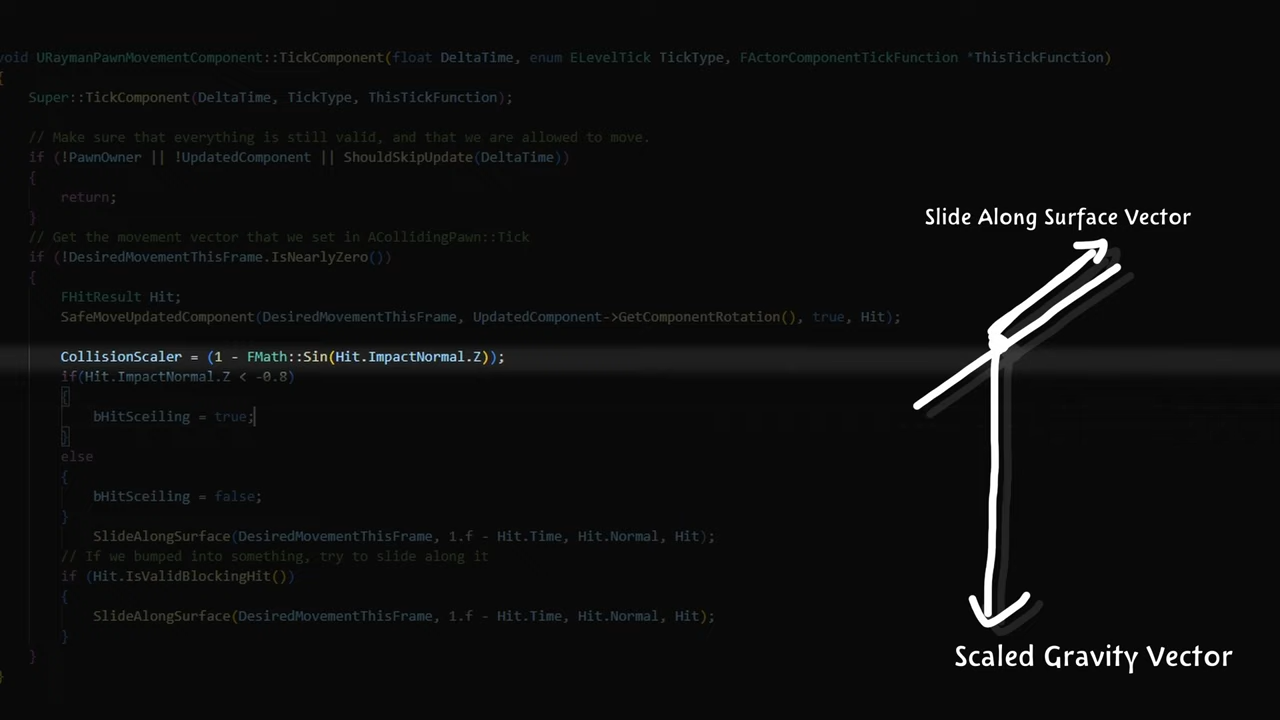 void URaymanPawnMovementComponent::TickComponent(float DeltaTime, enum ELevelTick TickType, FActorComponentTickFunction *ThisTickFunction)
{
Super::TickComponent(DeltaTime, TickType, ThisTickFunction);
// Make sure that everything is still valid, and that we are allowed to move.
if (!PawnOwner || !UpdatedComponent || ShouldSkipUpdate(DeltaTime))
{
return;
}
// Get the movement vector that we set in ACollidingPawn::Tick
if (!DesiredMovementThisFrame.IsNearlyZero())
{
FHitResult Hit;
SafeMoveUpdatedComponent(DesiredMovementThisFrame, UpdatedComponent->GetComponentRotation(), true, Hit);
CollisionScaler = (1 - FMath::Sin(Hit.ImpactNormal.Z));
if(Hit.ImpactNormal.Z < -0.8)
{
bHitSceiling = true;
}
else
{
bHitSceiling = false;
}
SlideAlongSurface(DesiredMovementThisFrame, 1.f - Hit.Time, Hit.Normal, Hit);
// If we bumped into something, try to slide along it
if (Hit.IsValidBlockingHit())
{
SlideAlongSurface(DesiredMovementThisFrame, 1.f - Hit.Time, Hit.Normal, Hit);
}
}
}
Slide Along Surface Vector
Scaled Gravity Vector